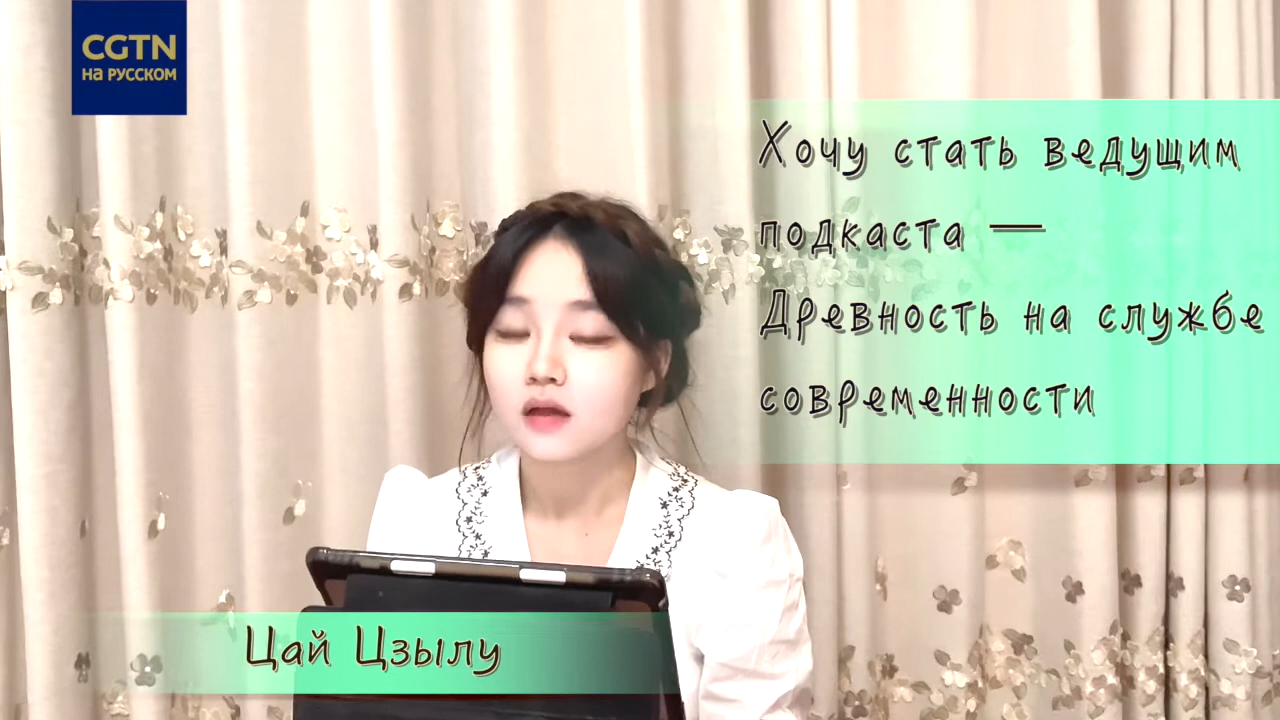 CGTN
на русском
Хочу стать ведущим
подкаста —
Древность на службе
современности
Цай Цзылу